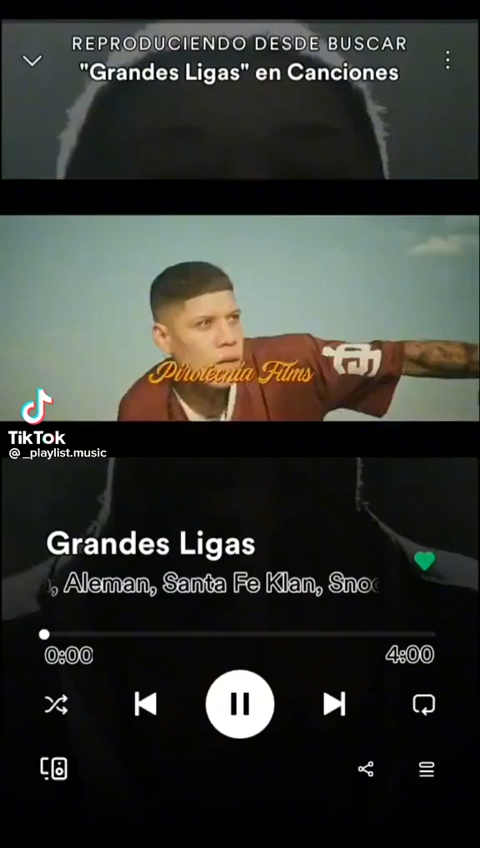 REPRODUCIENDO DESDE BUSCAR
"Grandes Ligas" en Canciones
Pirotecnia Films
TikTok
@_playlist.music
Grandes Ligas
, Aleman, Santa Fe Klan, Snoo
0:00
4:00